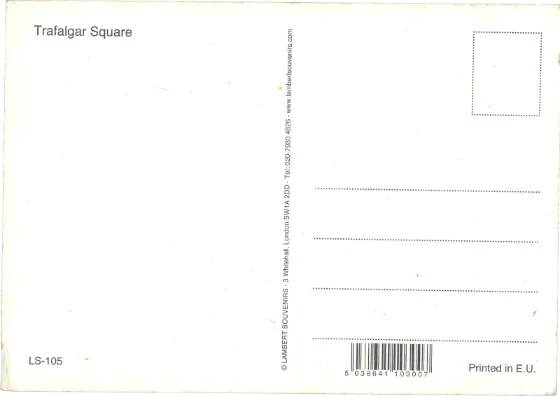 Trafalgar Square
© LAMBERT SOUVENIRS - 3 Whitehall, London SW1A 2DD - Tel: 020 7930 4826 - www.lambertsouvenirs.com
LS-105
5 038641 103007
Printed in E.U.